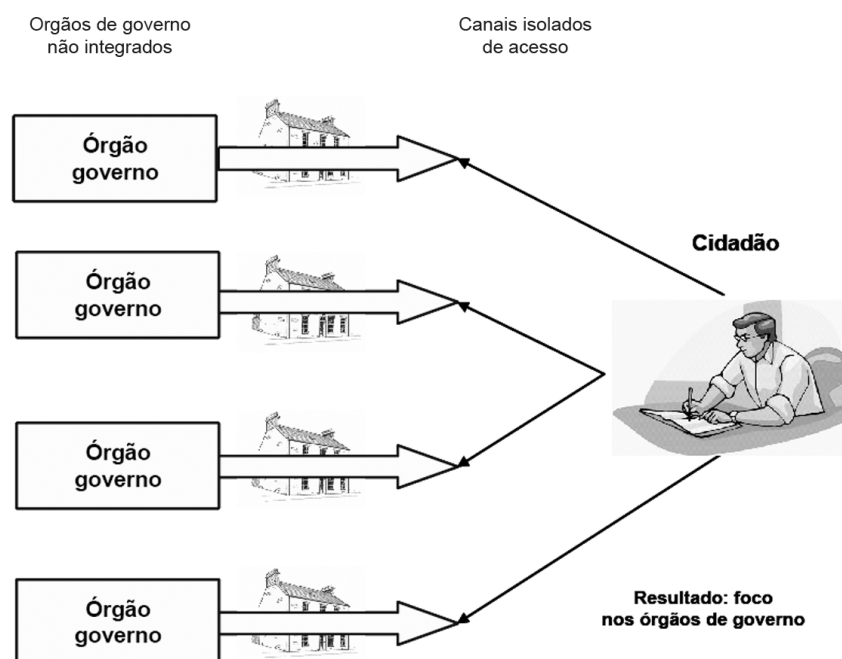 Orgãos de governo
não integrados
Canais isolados
de acesso
Órgão
governo
Cidadão
Órgão
governo
Órgão
governo
Órgão
governo
Resultado: foco
nos órgãos de governo